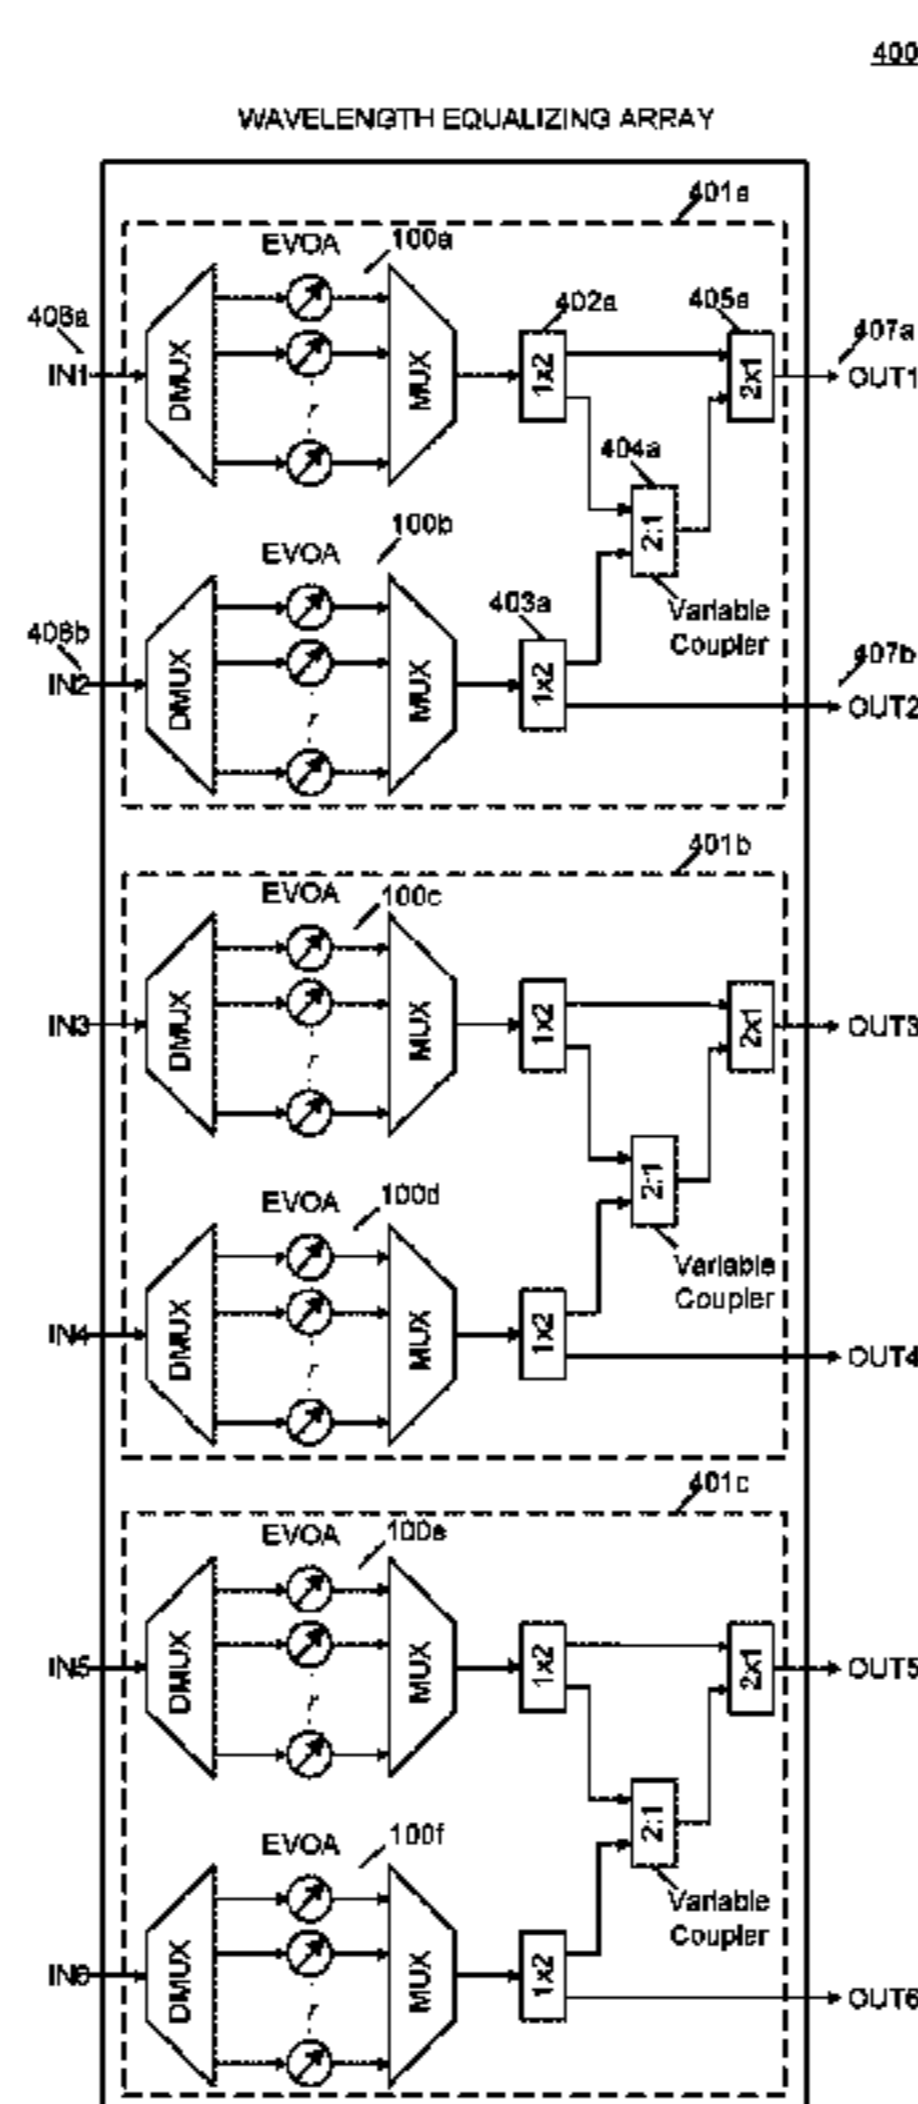 400
WAVELENGTH EQUALIZING ARRAY
401a
EVOA
100a
406a
402a
405a
407a
IN1
DMUX
MUX
1x2
2x1
OUT1
404a
2:1
EVOA
100b
Variable
Coupler
406b
403a
407b
IN2
DMUX
MUX
1x2
OUT2
401b
EVOA
100c
IN3
DMUX
MUX
1x2
2x1
OUT3
2:1
EVOA
100d
Variable
Coupler
IN4
DMUX
MUX
1x2
OUT4
401c
EVOA
100e
IN5
DMUX
MUX
1x2
2x1
OUT5
2:1
EVOA
100f
Variable
Coupler
IN6
DMUX
MUX
1x2
OUT6